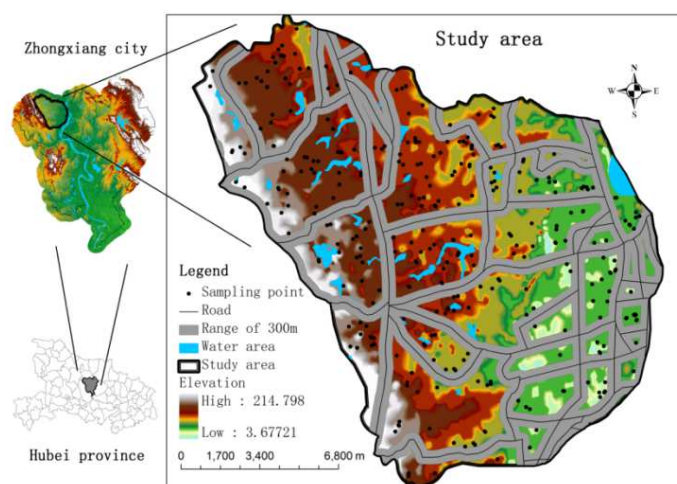 Zhongxiang city
Study area
N
W E
S
Legend
Sampling point
Road
Range of 300m
Water area
Study area
Elevation
High : 214.798
Low : 3.67721
0 1,700 3,400 6,800 m
Hubei province